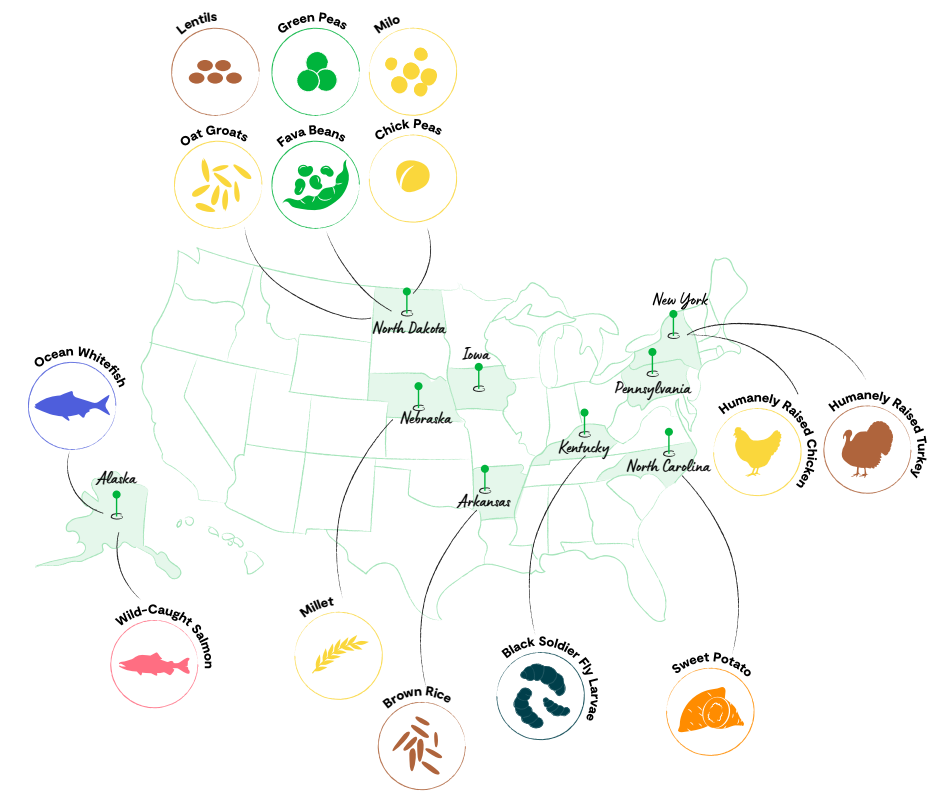 Lentils
Green Peas
Milo
Oat Groats
Fava Beans
Chick Peas
New York
North Dakota
Iowa
Ocean Whitefish
Pennsylvania
Nebraska
Humanely Raised Chicken
Humanely Raised Turkey
Kentucky
North Carolina
Alaska
Arkansas
Millet
Wild-Caught Salmon
Black Soldier Fly Larvae
Sweet Potato
Brown Rice